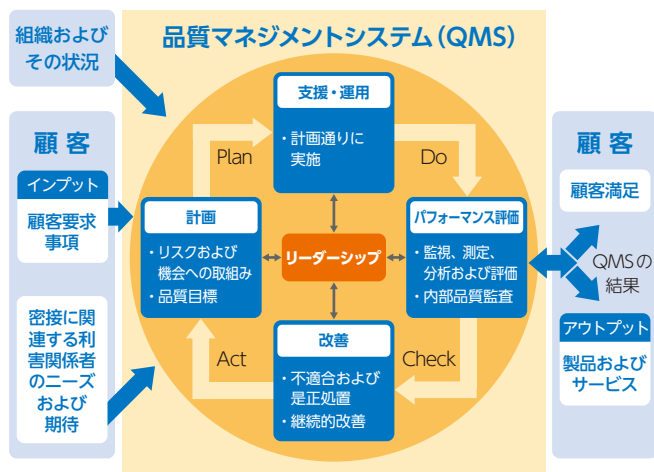 組織および
その状況
品質マネジメントシステム(QMS)
顧客
インプット
顧客要求
事項
密接に関
連する利
害関係者
のニーズ
および
期待
支援・運用
・計画通りに
実施
Plan
Do
計画
・リスクおよび
機会への取組み
・品質目標
リーダーシップ
パフォーマンス評価
・監視、測定、
分析および評価
・内部品質監査
Act
Check
改善
・不適合および
是正処置
・継続的改善
顧客
顧客満足
QMSの
結果
アウトプット
製品および
サービス